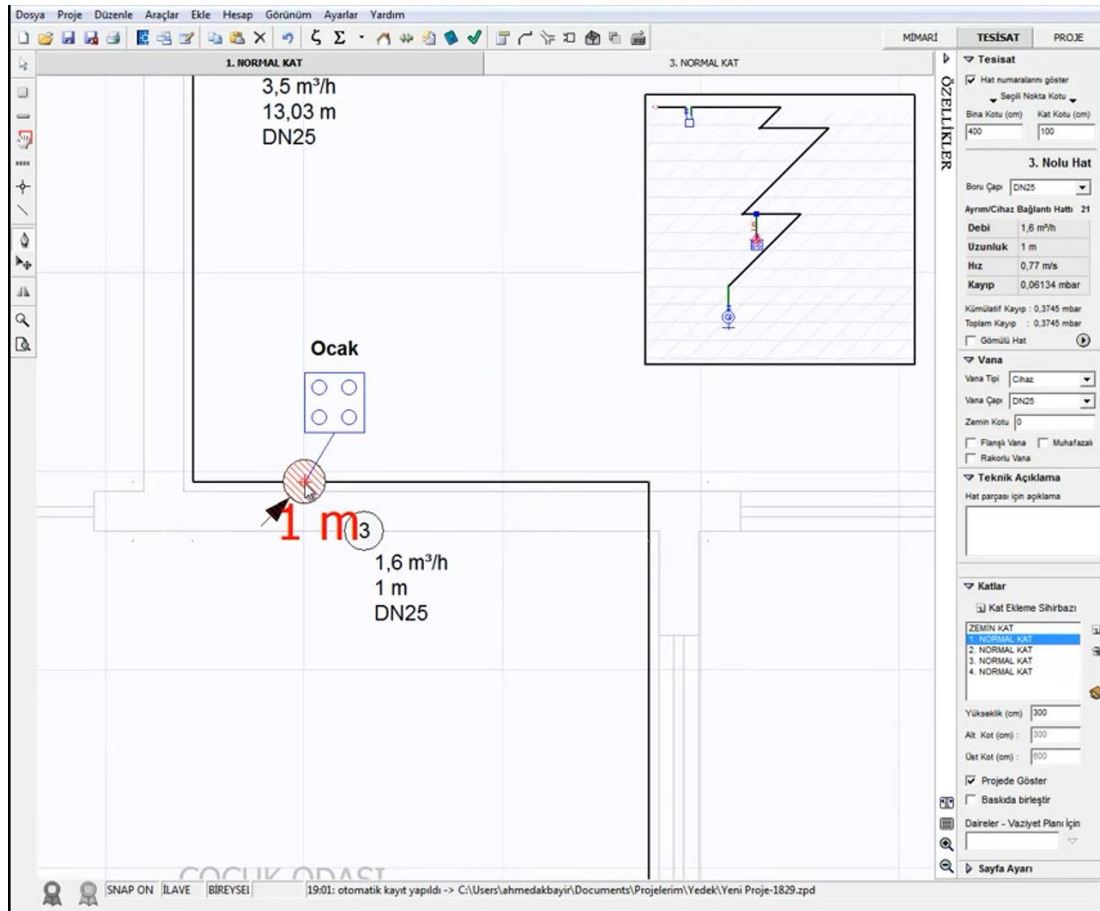 Dosya Proje Düzenle Araçlar Ekle Hesap Görünüm Ayarlar Yardım
MİMARİ TESİSAT PROJE
1. NORMAL KAT 3. NORMAL KAT
ÖZELLİKLER
3,5 m³/h
13,03 m
DN25
Ocak
1 m
3
1,6 m³/h
1 m
DN25
ÇOCUK ODASI
Tesisat
Hat numaralarını göster
Seçili Nokta Kotu
Bina Kotu (cm) Kat Kotu (cm)
400 100
3. Nolu Hat
Boru Çapı DN25
Ayrım/Cihaz Bağlantı Hattı 21
Debi 1,6 m³/h
Uzunluk 1 m
Hız 0,77 m/s
Kayıp 0,06134 mbar
Kümülatif Kayıp : 0,3745 mbar
Toplam Kayıp : 0,3745 mbar
Gömülü Hat
Vana
Vana Tipi Cihaz
Vana Çapı DN25
Zemin Kotu 0
Flanşlı Vana Muhafazalı
Rakorlu Vana
Teknik Açıklama
Hat parçası için açıklama
Katlar
Kat Ekleme Sihirbazı
ZEMİN KAT
1. NORMAL KAT
2. NORMAL KAT
3. NORMAL KAT
4. NORMAL KAT
Yükseklik (cm) 300
Alt Kot (cm) : 300
Üst Kot (cm) : 600
Projede Göster
Baskıda birleştir
Daireler - Vaziyet Planı İçin
Sayfa Ayarı
SNAP ON İLAVE BİREYSEL 19:01: otomatik kayıt yapıldı -> C:\Users\ahmedakbayir\Documents\Projelerim\Yedek\Yeni Proje-1829.zpd